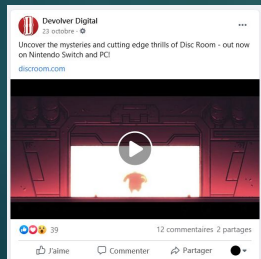 Devolver Digital
23 octobre ·
Uncover the mysteries and cutting edge thrills of Disc Room - out now
on Nintendo Switch and PC!
discroom.com
39
12 commentaires 2 partages
J'aime
Commenter
Partager